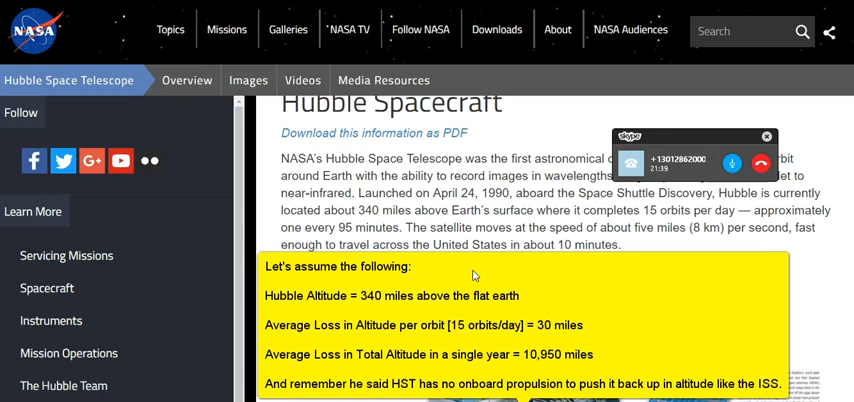 NASA
Topics
Missions
Galleries
NASA TV
Follow NASA
Downloads
About
NASA Audiences
Search
Hubble Space Telescope
Overview
Images
Videos
Media Resources
Follow
Learn More
Servicing Missions
Spacecraft
Instruments
Mission Operations
The Hubble Team
Hubble Spacecraft
Download this information as PDF
skype
+13012862000
21:39
NASA's Hubble Space Telescope was the first astronomical
around Earth with the ability to record images in wavelengths
near-infrared. Launched on April 24, 1990, aboard the Space Shuttle Discovery, Hubble is currently
located about 340 miles above Earth's surface where it completes 15 orbits per day — approximately
one every 95 minutes. The satellite moves at the speed of about five miles (8 km) per second, fast
enough to travel across the United States in about 10 minutes.
Let's assume the following:
Hubble Altitude = 340 miles above the flat earth
Average Loss in Altitude per orbit [15 orbits/day] = 30 miles
Average Loss in Total Altitude in a single year = 10,950 miles
And remember he said HST has no onboard propulsion to push it back up in altitude like the ISS.